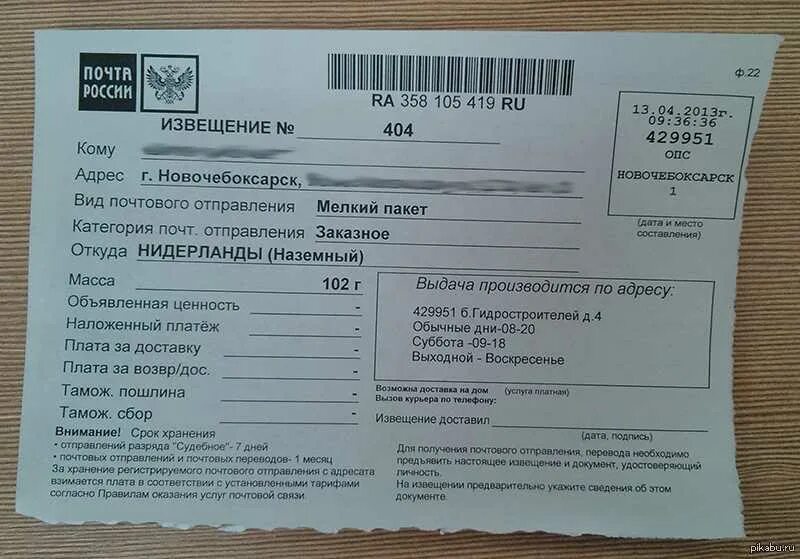 ПОЧТА
РОССИИ
RA 358 105 419 RU
ф.22
ИЗВЕЩЕНИЕ № 404
13.04.2013г.
09:36:36
429951
ОПС
НОВОЧЕБОКСАРСК
1
(дата и место
составления)
Кому
Адрес г. Новочебоксарск,
Вид почтового отправления Мелкий пакет
Категория почт. отправления Заказное
Откуда НИДЕРЛАНДЫ (Наземный)
Масса 102 г
Объявленная ценность -
Наложенный платёж -
Плата за доставку -
Плата за возвр/дос. -
Тамож. пошлина -
Тамож. сбор -
Выдача производится по адресу:
429951 б.Гидростроителей д.4
Обычные дни-08-20
Суббота -09-18
Выходной - Воскресенье
Возможна доставка на дом (услуга платная)
Вызов курьера по телефону:
Извещение доставил
(дата, подпись)
Внимание! Срок хранения
• отправлений разряда "Судебное"- 7 дней
• почтовых отправлений и почтовых переводов- 1 месяц
За хранение регистрируемого почтового отправления с адресата
взимается плата в соответствии с установленными тарифами
согласно Правилам оказания услуг почтовой связи.
Для получения почтового отправления, перевода необходимо
предъявить настоящее извещение и документ, удостоверяющий
личность.
На извещении предварительно укажите сведения об этом
документе.
pikabu.ru